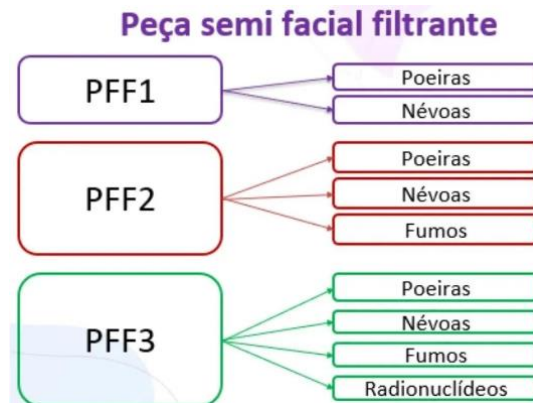 Peça semi facial filtrante
PFF1
Poeiras
Névoas
PFF2
Poeiras
Névoas
Fumos
PFF3
Poeiras
Névoas
Fumos
Radionuclídeos